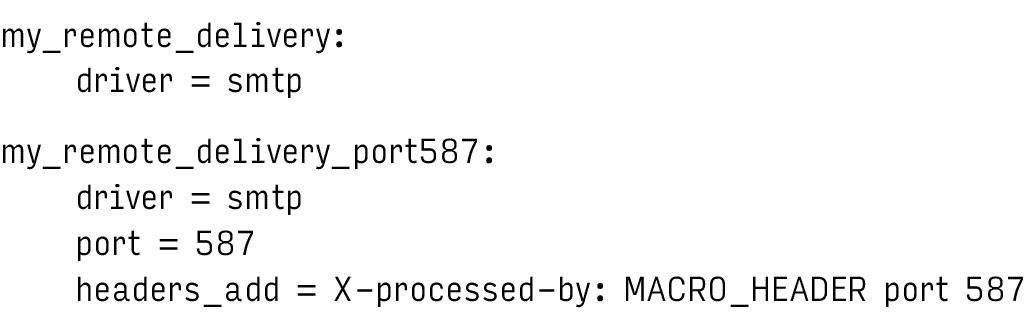 my_remote_delivery:
driver = smtp
my_remote_delivery_port587:
driver = smtp
port = 587
headers_add = X-processed-by: MACRO_HEADER port 587